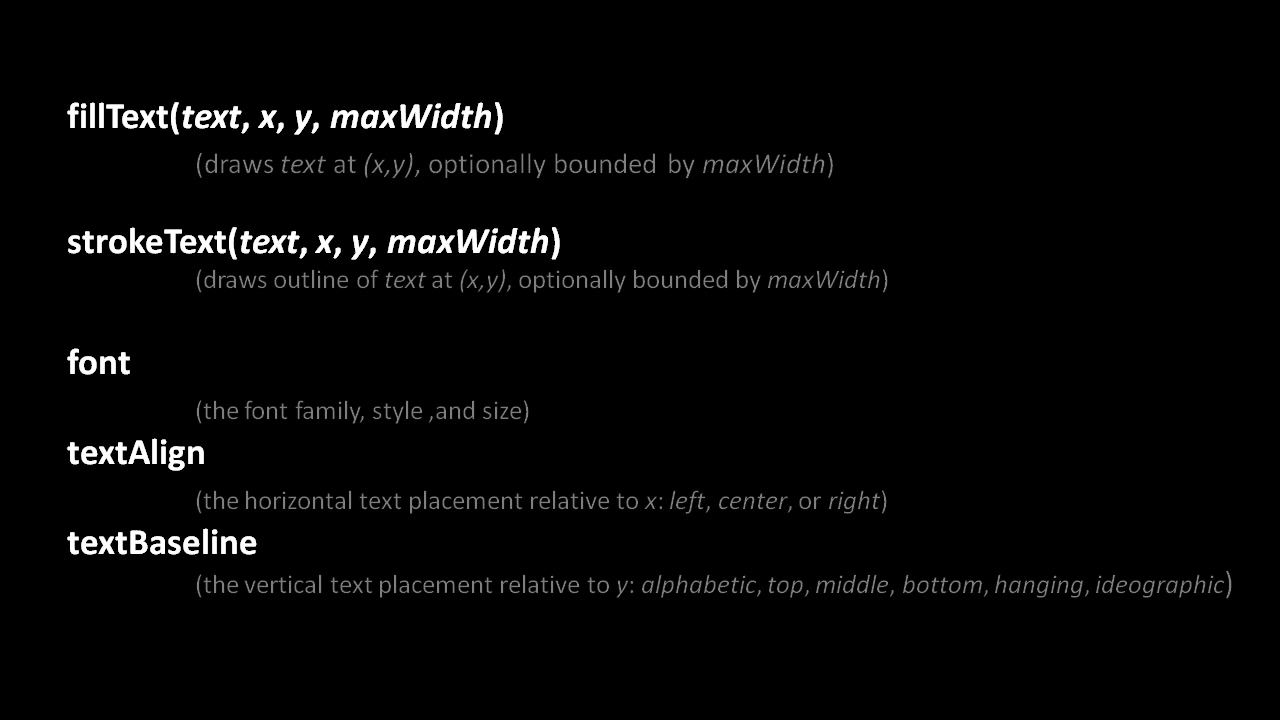 fillText(text, x, y, maxWidth)
(draws text at (x,y), optionally bounded by maxWidth)
strokeText(text, x, y, maxWidth)
(draws outline of text at (x,y), optionally bounded by maxWidth)
font
(the font family, style ,and size)
textAlign
(the horizontal text placement relative to x: left, center, or right)
textBaseline
(the vertical text placement relative to y: alphabetic, top, middle, bottom, hanging, ideographic)